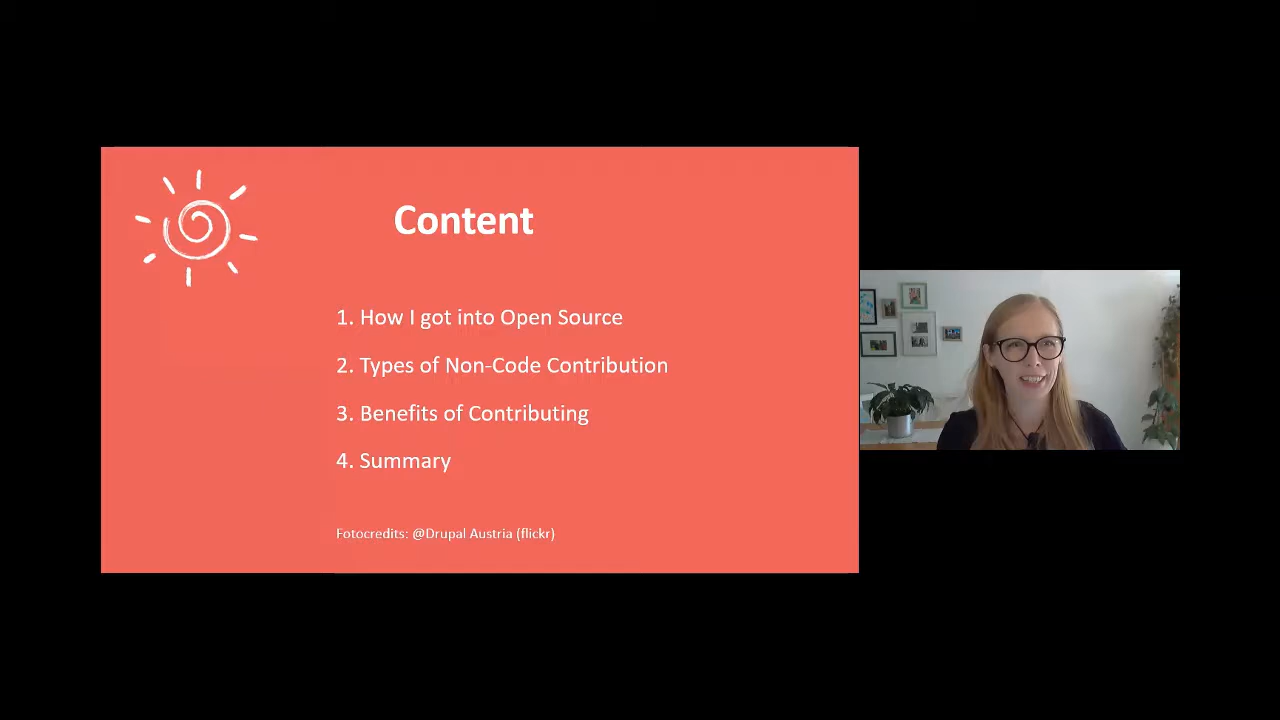 Content
1. How I got into Open Source
2. Types of Non-Code Contribution
3. Benefits of Contributing
4. Summary
Fotocredits: @Drupal Austria (flickr)